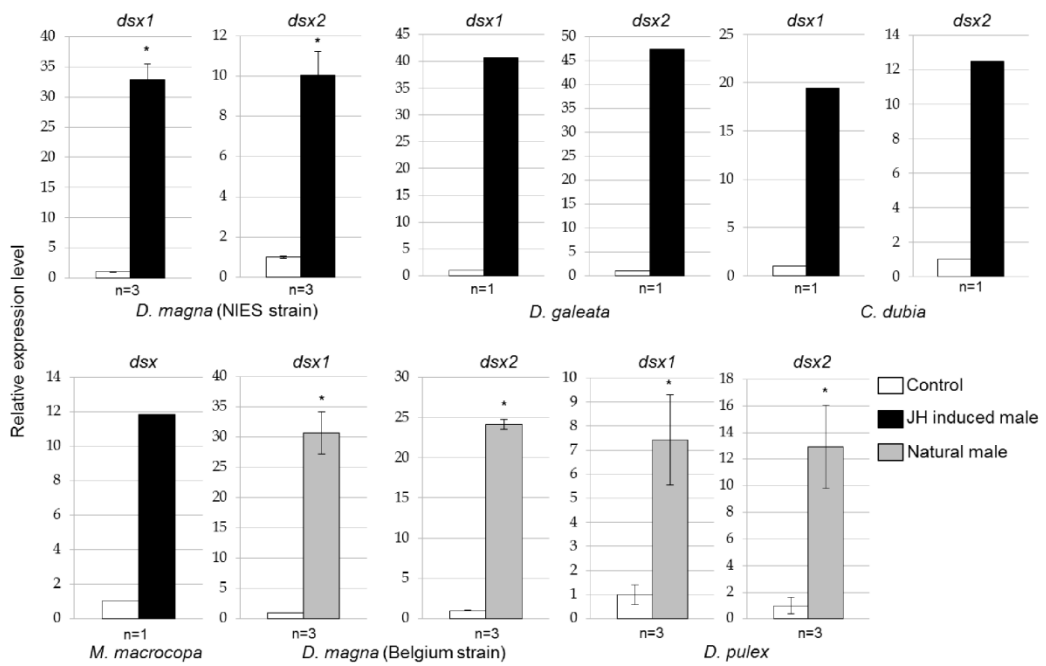 dsx1 dsx2 dsx1 dsx2 dsx1 dsx2
40 12 45 50 25 14
35 40 45 12
10 35 40 20
30 * * 30 35 10
25 8 25 30 15 8
20 6 20 25 6
15 4 15 20 10 4
10 10 15 5
5 2 5 10 2
0 0 0 5 0 0
0
n=3 n=3 n=1 n=1 n=1 n=1
D. magna (NIES strain) D. galeata C. dubia
Relative expression level
dsx dsx1 dsx2 dsx1 dsx2
14 40 30 10 18
12 35 25 9 16
10 30 * 20 * 8 * 14 *
8 25 15 7 12
6 20 10 6 10
4 15 5 5 8
2 10 0 4 6
0 5 3 4
0 2 2
1 0
0
n=1 n=3 n=3 n=3 n=3
M. macrocopa D. magna (Belgium strain) D. pulex
Control
JH induced male
Natural male